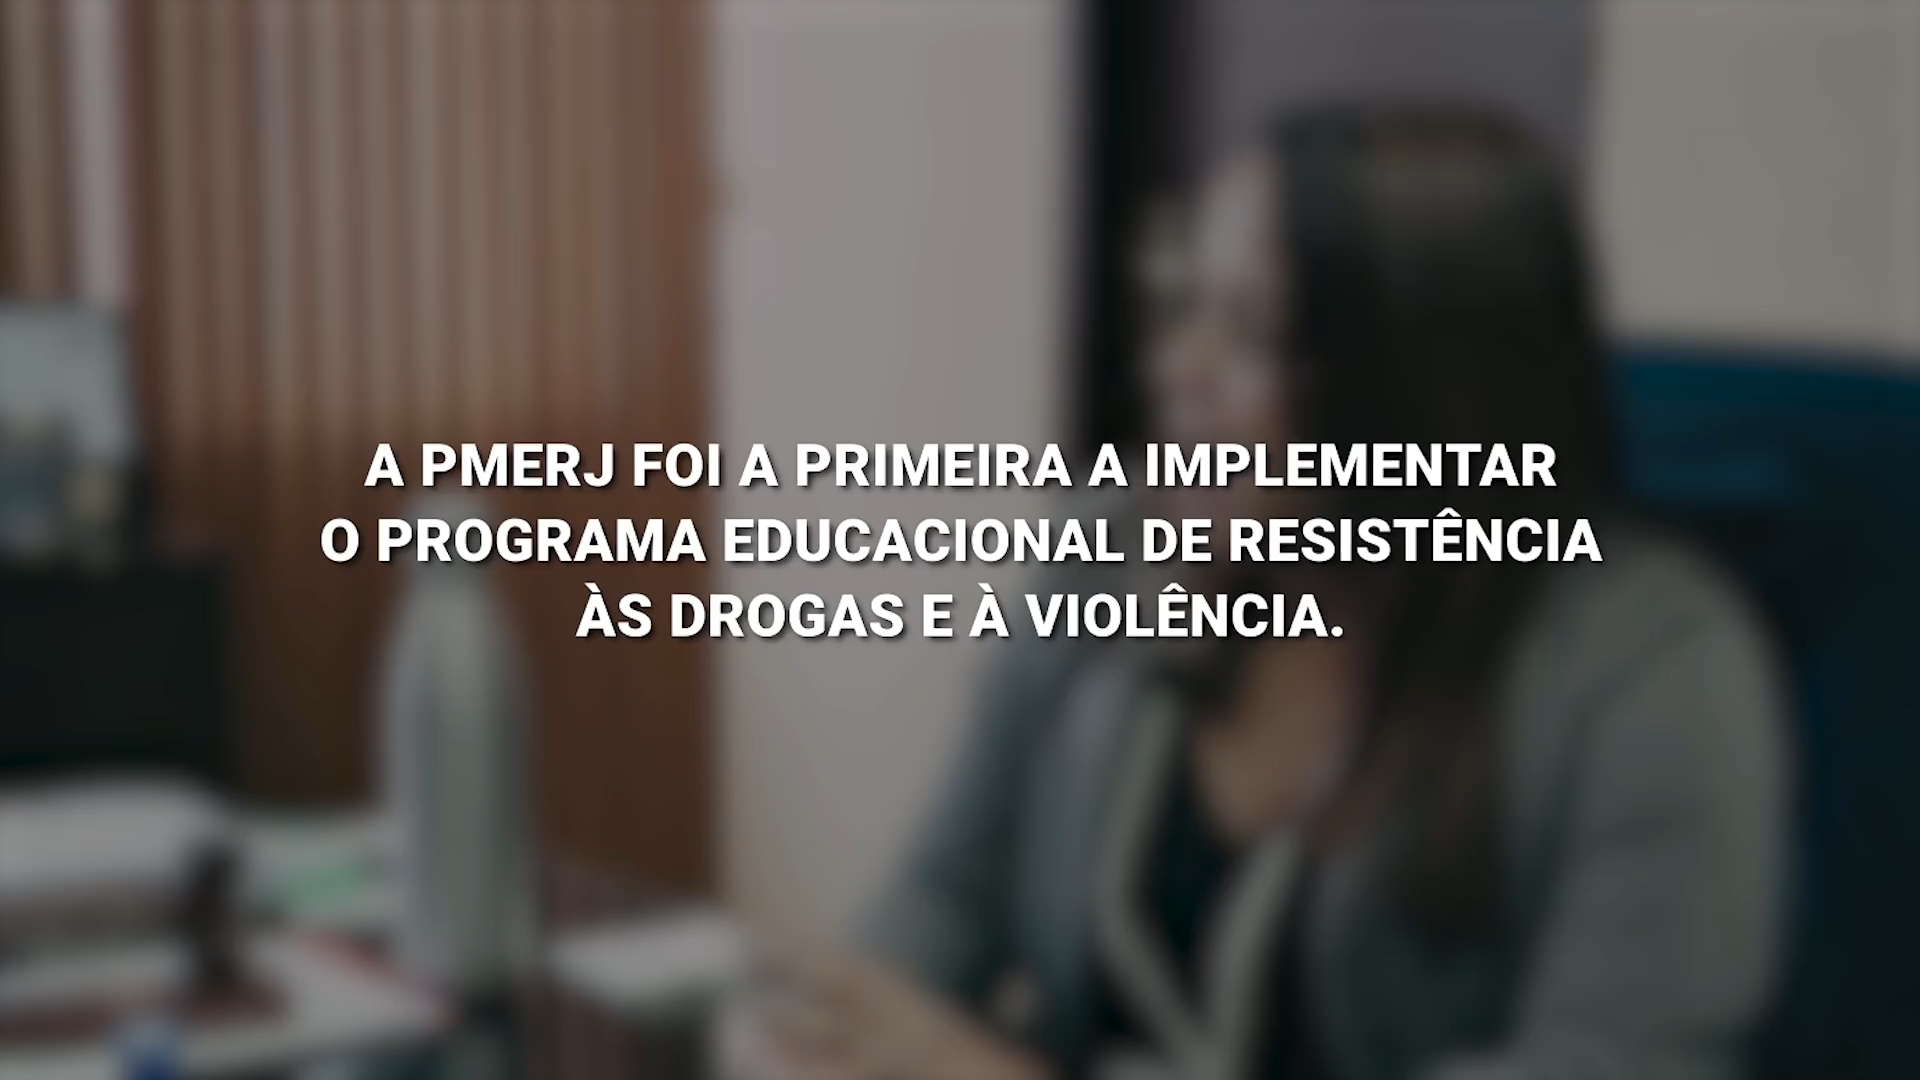 A PMERJ FOI A PRIMEIRA A IMPLEMENTAR
O PROGRAMA EDUCACIONAL DE RESISTÊNCIA
ÀS DROGAS E À VIOLÊNCIA.